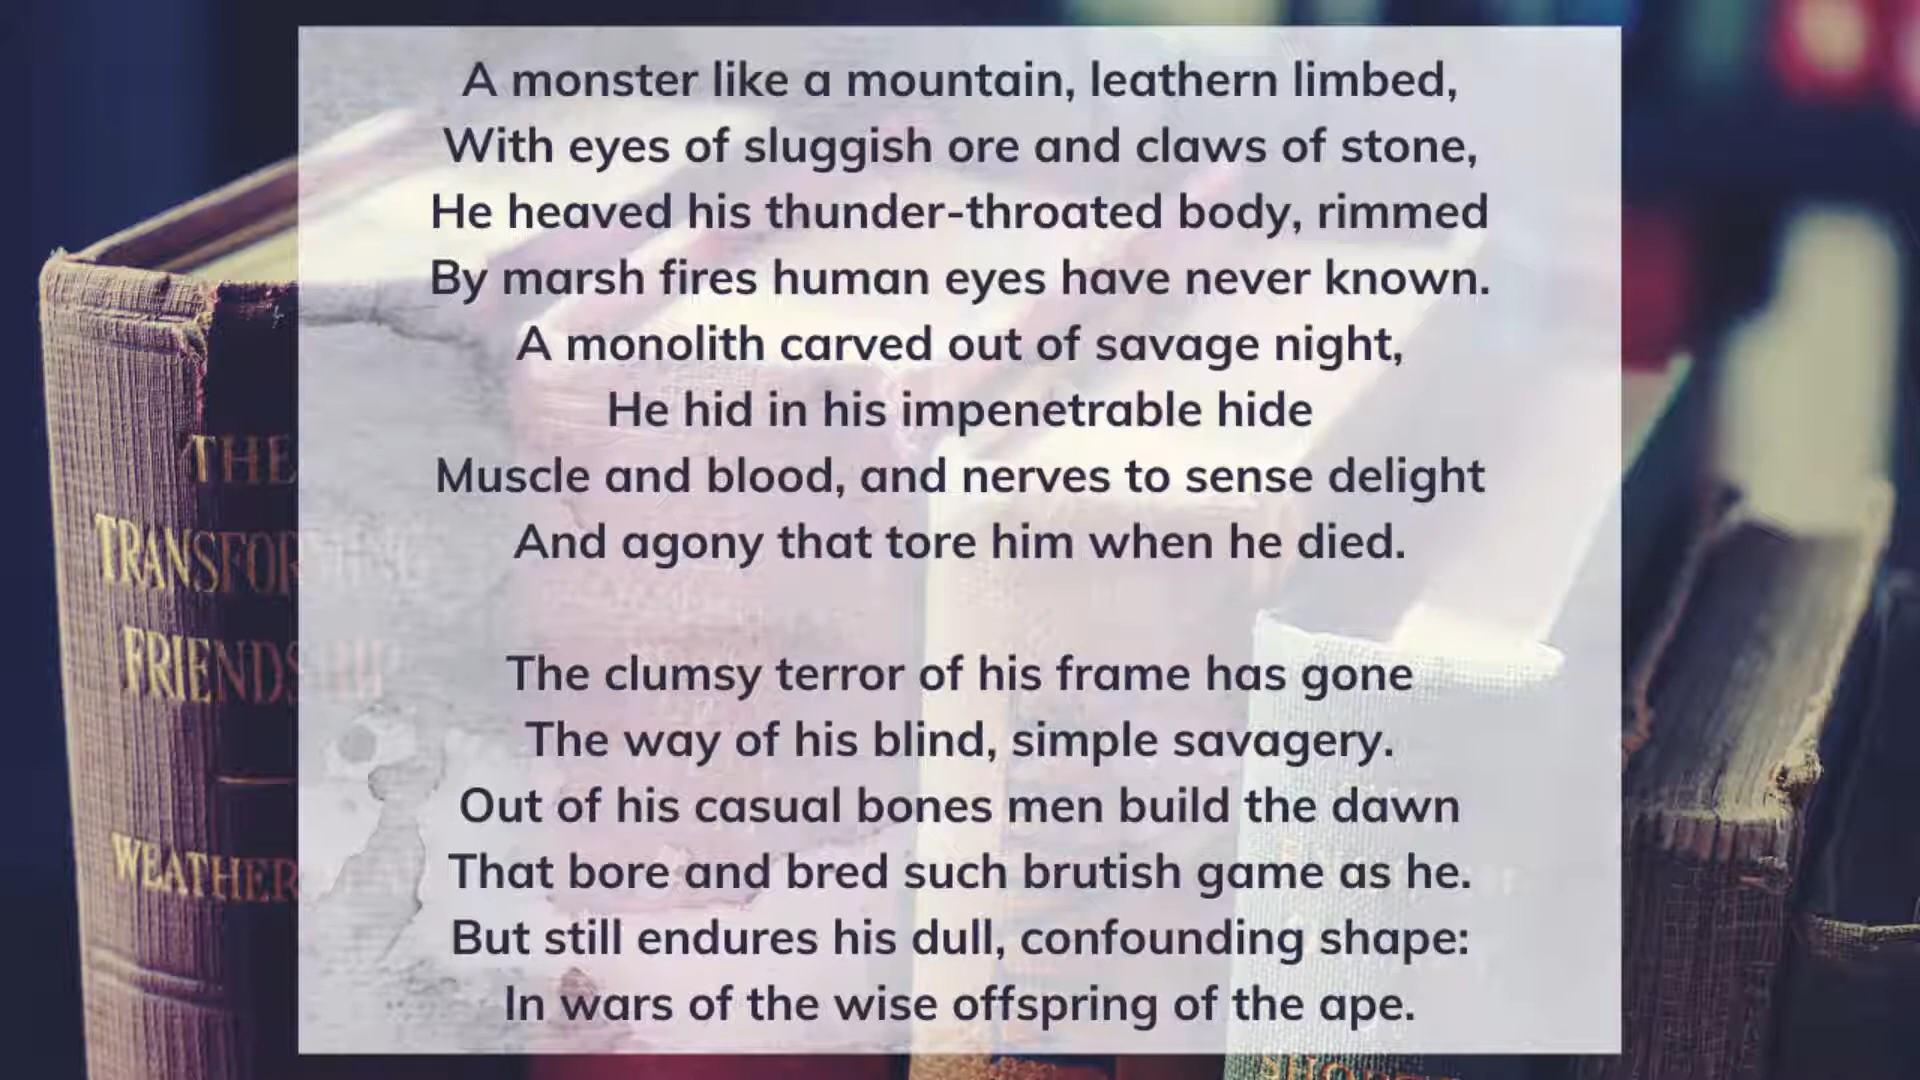 A monster like a mountain, leathern limbed,
With eyes of sluggish ore and claws of stone,
He heaved his thunder-throated body, rimmed
By marsh fires human eyes have never known.
A monolith carved out of savage night,
He hid in his impenetrable hide
Muscle and blood, and nerves to sense delight
And agony that tore him when he died.
The clumsy terror of his frame has gone
The way of his blind, simple savagery.
Out of his casual bones men build the dawn
That bore and bred such brutish game as he.
But still endures his dull, confounding shape:
In wars of the wise offspring of the ape.
THE
TRANSFORMING
FRIENDSHIP
WEATHER